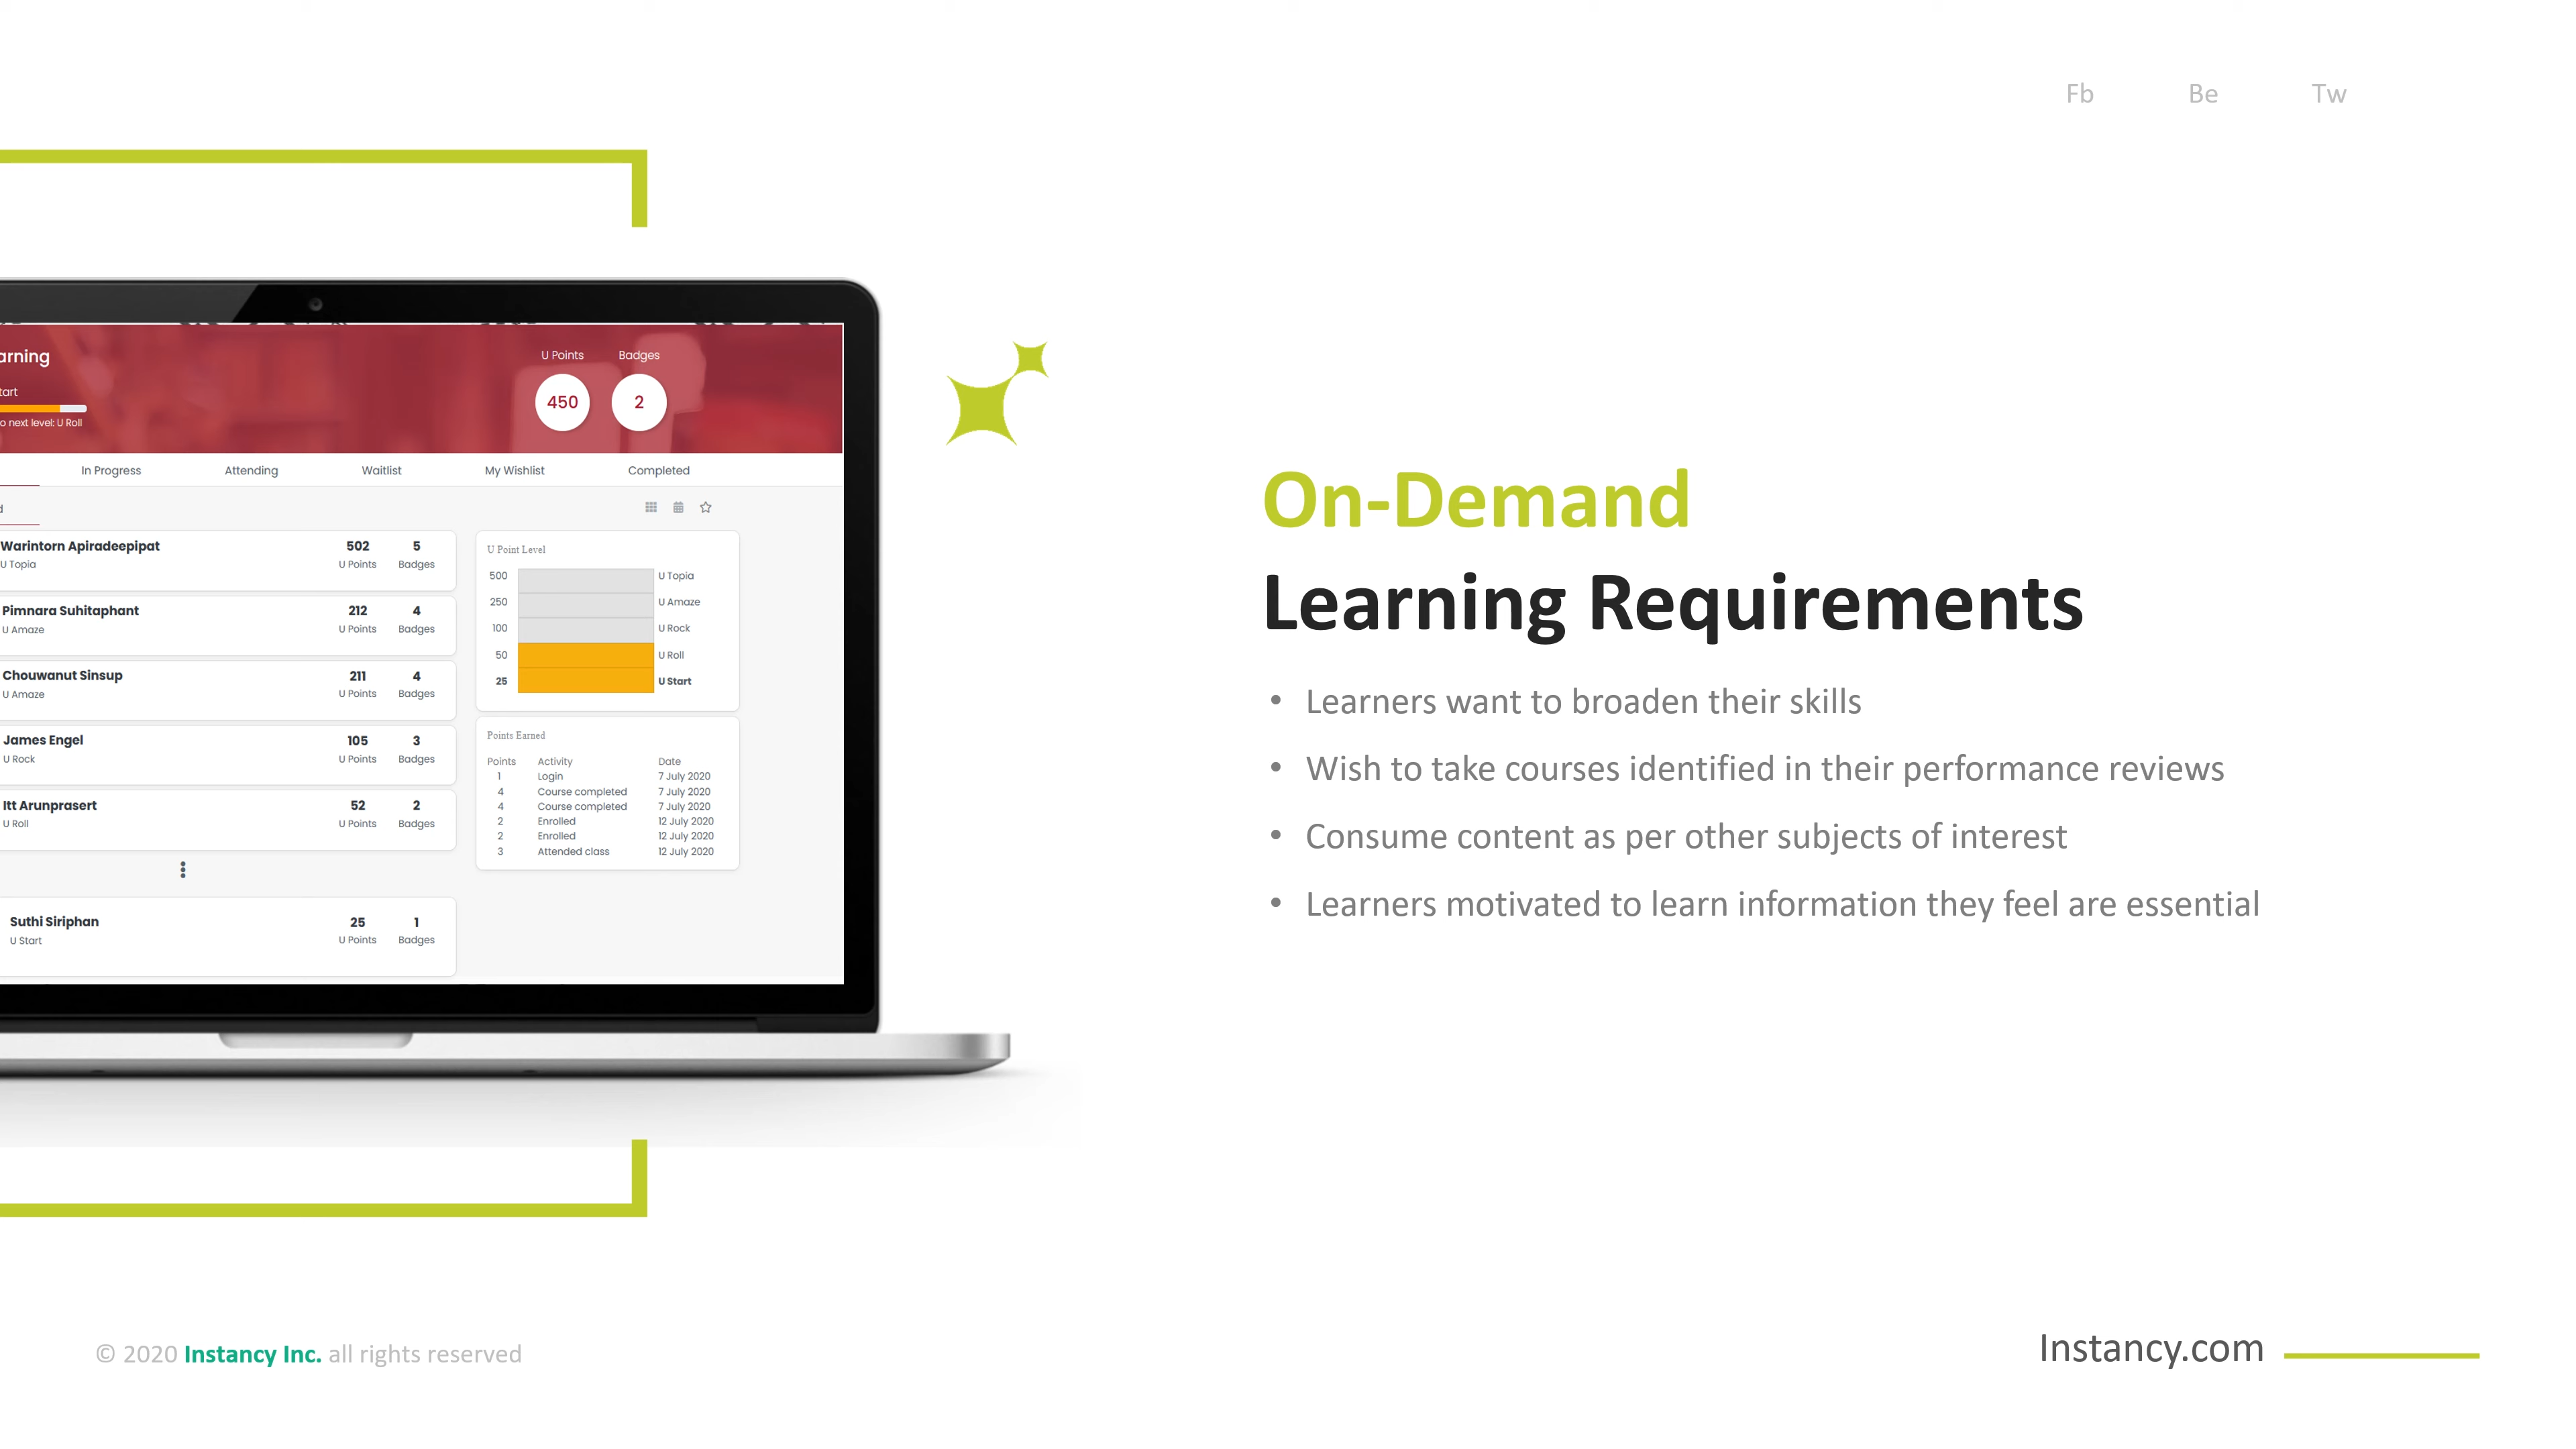 Fb Be Tw
arning
U Points Badges
tart
450 2
o next level: U Roll
In Progress Attending Waitlist My Wishlist Completed
d
Warintorn Apiradeepipat 502 5
U Topia U Points Badges
Pimnara Suhitaphant 212 4
U Amaze U Points Badges
Chouwanut Sinsup 211 4
U Amaze U Points Badges
James Engel 105 3
U Rock U Points Badges
Itt Arunprasert 52 2
U Roll U Points Badges
Suthi Siriphan 25 1
U Start U Points Badges
U Point Level
500 U Topia
250 U Amaze
100 U Rock
50 U Roll
25 U Start
Points Earned
Points Activity Date
1 Login 7 July 2020
4 Course completed 7 July 2020
4 Course completed 7 July 2020
2 Enrolled 12 July 2020
2 Enrolled 12 July 2020
3 Attended class 12 July 2020
On-Demand
Learning Requirements
• Learners want to broaden their skills
• Wish to take courses identified in their performance reviews
• Consume content as per other subjects of interest
• Learners motivated to learn information they feel are essential
© 2020 Instancy Inc. all rights reserved
Instancy.com